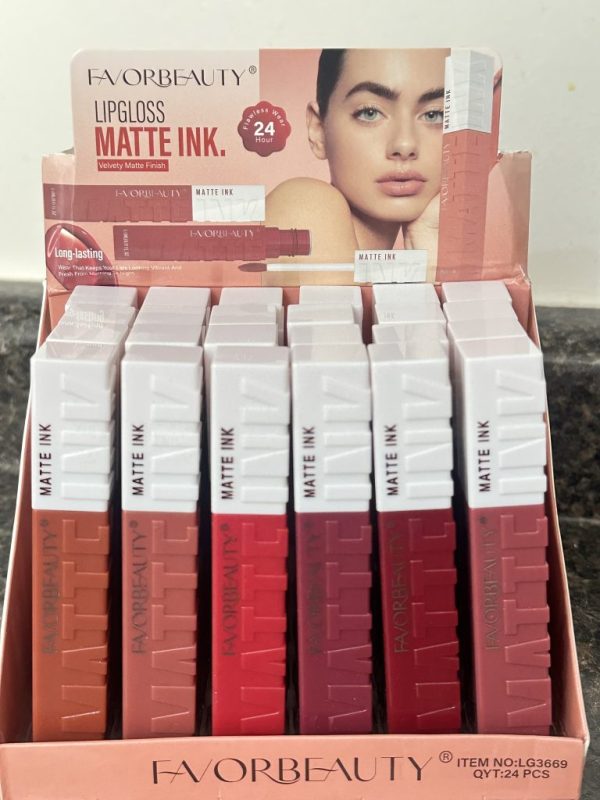 FAVORBEAUTY®
LIPGLOSS
MATTE INK.
Velvety Matte Finish
Flawless Wear
24
Hour
MATTE INK
FAVORBEAUTY
MATTE INK
FAVORBEAUTY
MATTE INK
Long-lasting
MATTE INK
MATTE INK
MATTE INK
MATTE INK
MATTE INK
MATTE INK
FAVORBEAUTY®
FAVORBEAUTY®
FAVORBEAUTY®
FAVORBEAUTY®
FAVORBEAUTY®
FAVORBEAUTY®
MATTE
MATTE
MATTE
MATTE
MATTE
MATTE
FAVORBEAUTY®
ITEM NO:LG3669
QYT:24 PCS